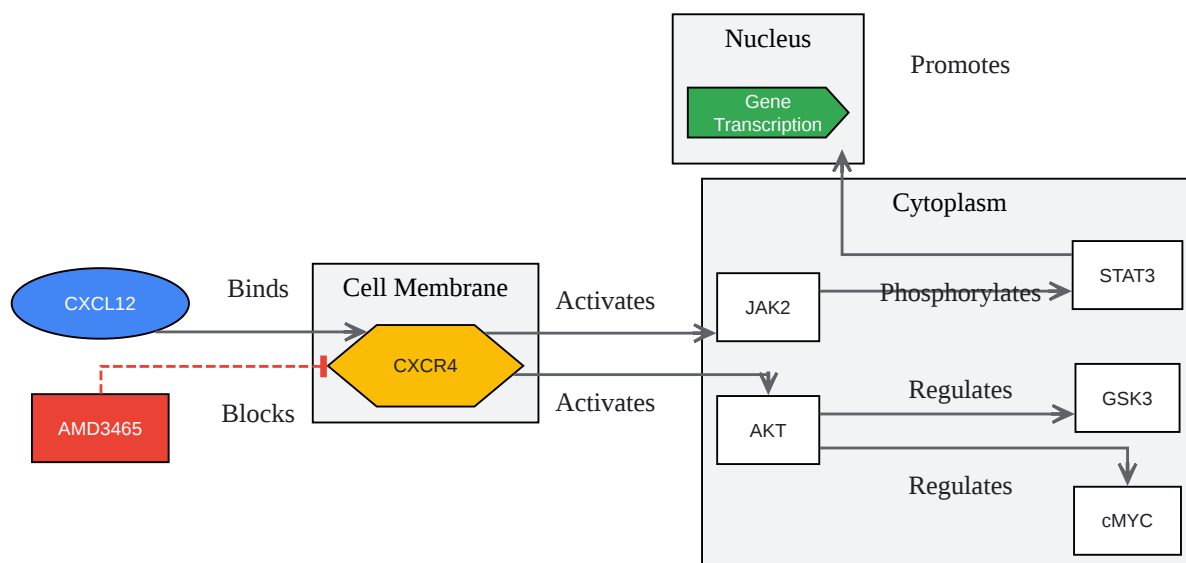 Nucleus
Promotes
Gene
Transcription
Cytoplasm
CXCL12
Binds
Cell Membrane
Activates
JAK2
Phosphorylates
STAT3
CXCR4
AMD3465
Blocks
Activates
AKT
Regulates
GSK3
Regulates
cMYC